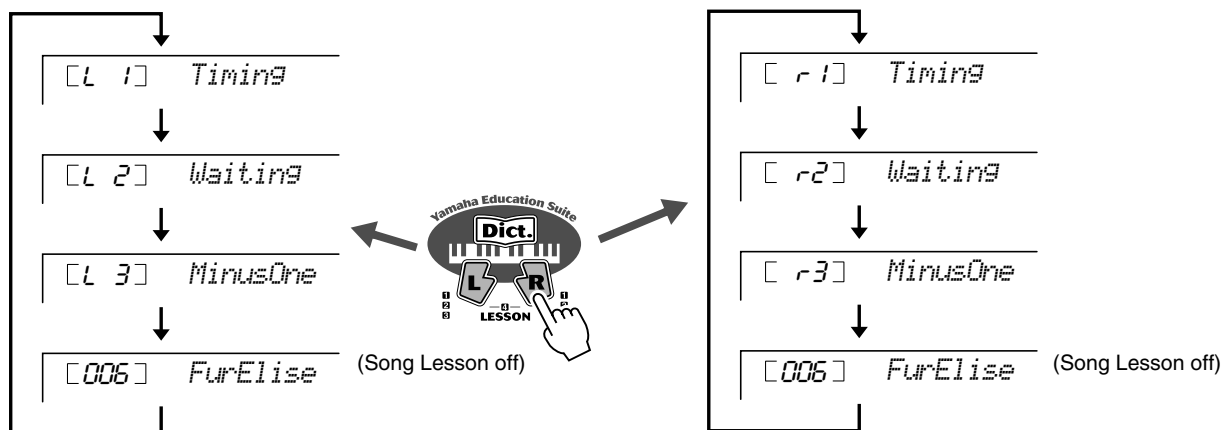 [L 1] Timing
[L 2] Waiting
[L 3] MinusOne
[006] FurElise
(Song Lesson off)
Yamaha Education Suite
Dict.
L R
1
2
3
4
LESSON
1
[ r1] Timing
[ r2] Waiting
[ r3] MinusOne
[006] FurElise
(Song Lesson off)